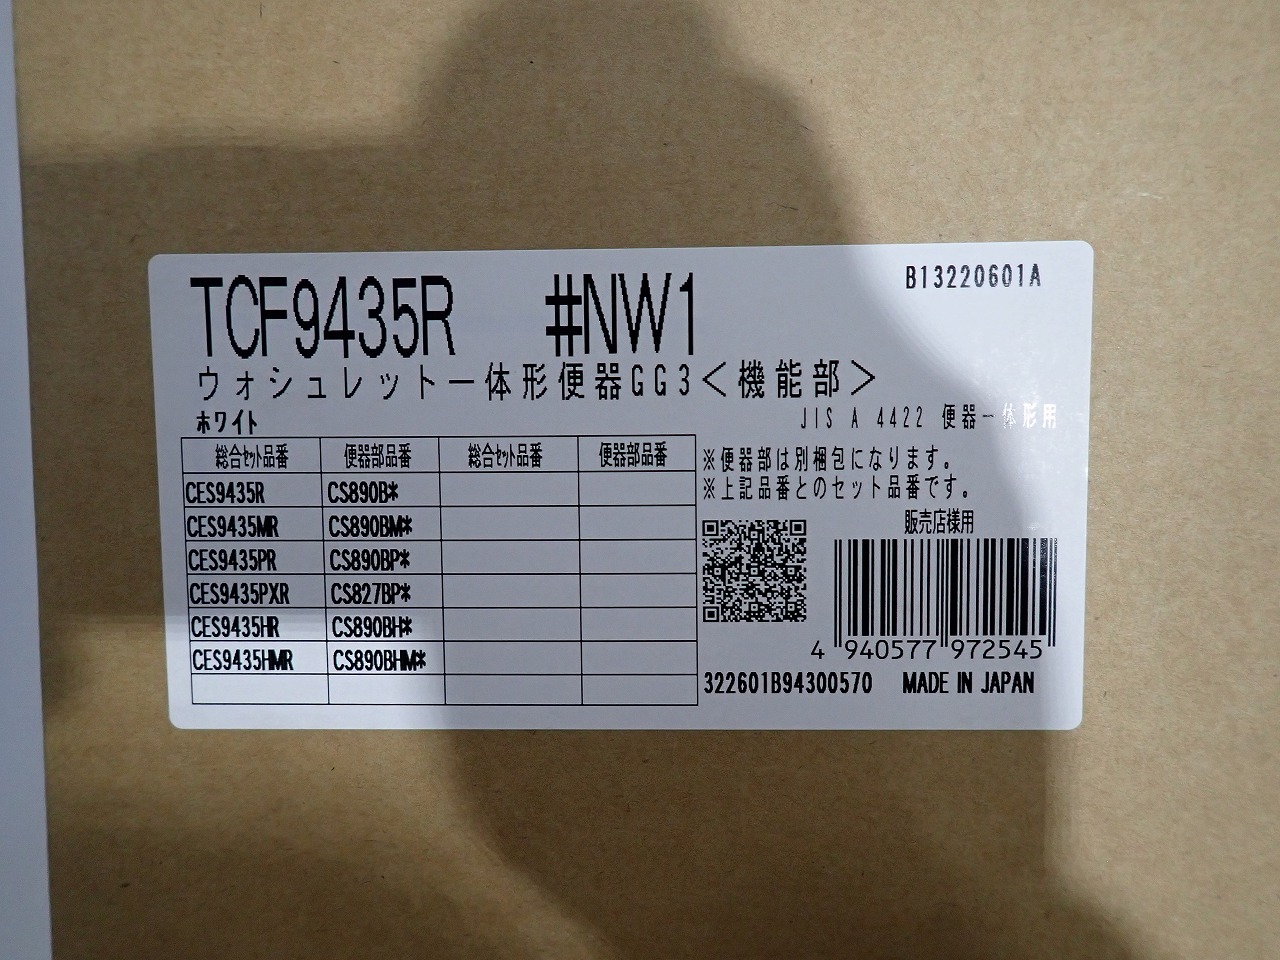 TCF9435R #NW1
B13220601A
ウォシュレット一体形便器GG3＜機能部＞
ホワイト
JIS A 4422 便器一体形用
総合ｾｯﾄ品番 便器部品番 総合ｾｯﾄ品番 便器部品番
CES9435R CS890B*
CES9435MR CS890BM*
CES9435PR CS890BP*
CES9435PXR CS827BP*
CES9435HR CS890BH*
CES9435HMR CS890BHM*
※便器部は別梱包になります。
※上記品番とのセット品番です。
販売店様用
4 940577 972545
322601B94300570 MADE IN JAPAN